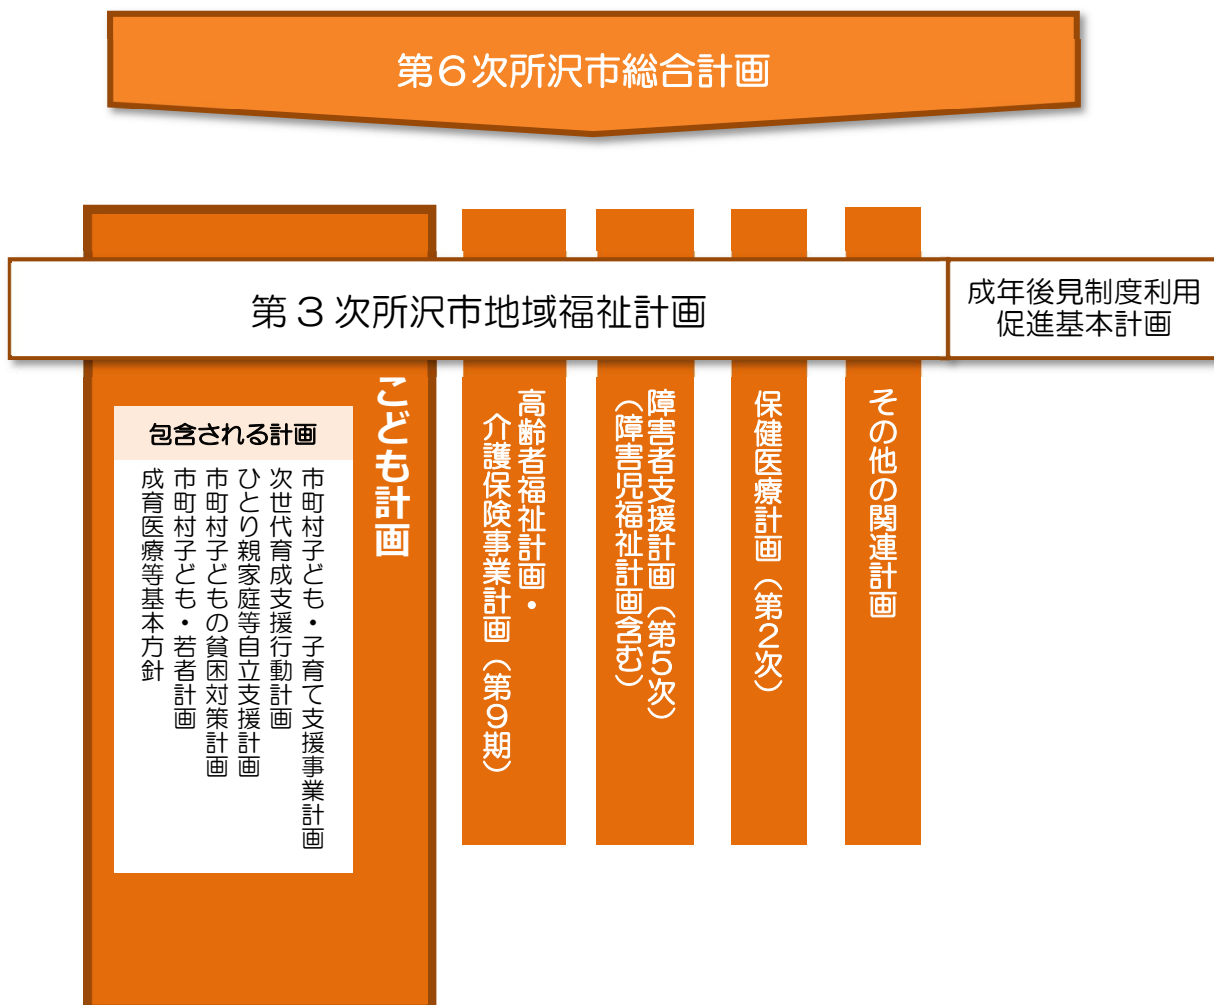 第６次所沢市総合計画
第３次所沢市地域福祉計画
成年後見制度利用
促進基本計画
こども計画
包含される計画
市町村子ども・子育て支援事業計画
次世代育成支援行動計画
ひとり親家庭等自立支援計画
市町村子どもの貧困対策計画
市町村子ども・若者計画
成育医療等基本方針
高齢者福祉計画・
介護保険事業計画（第９期）
障害者支援計画（第５次）
（障害児福祉計画含む）
保健医療計画（第２次）
その他の関連計画